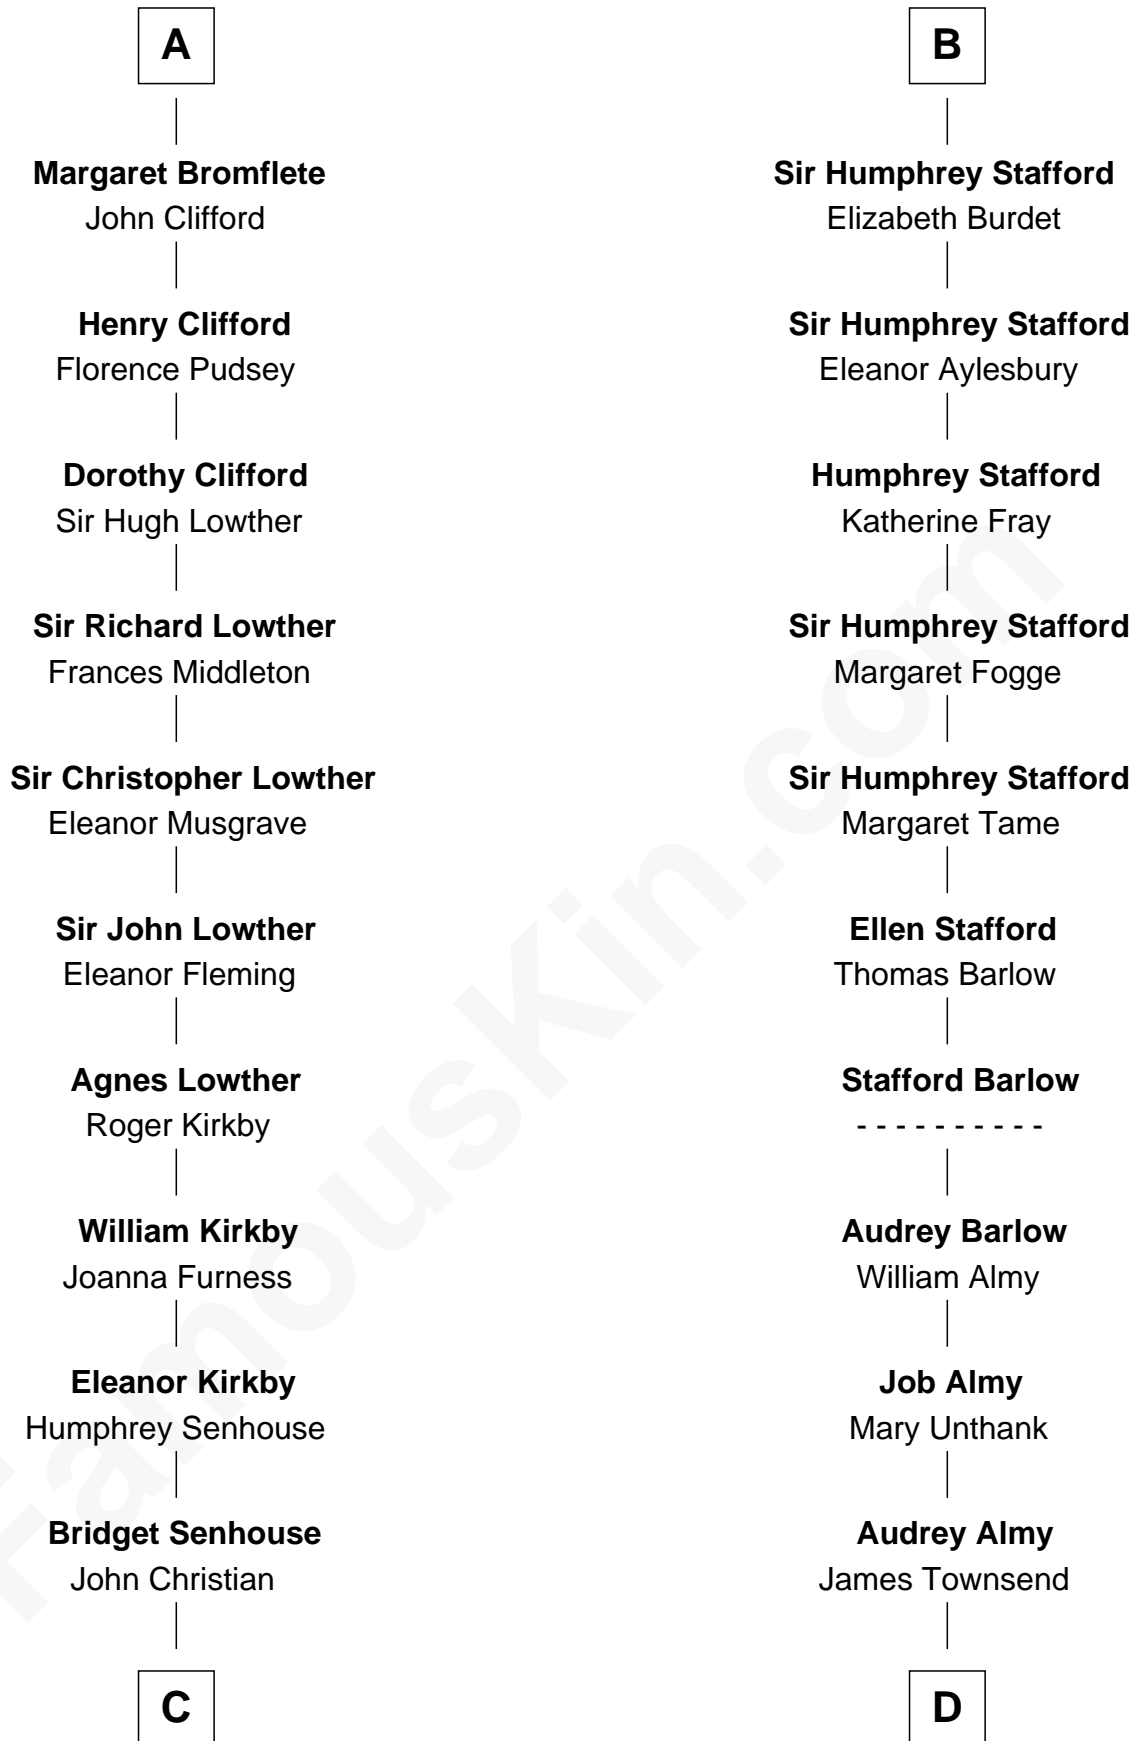 A
Margaret Bromflete
John Clifford
Henry Clifford
Florence Pudsey
Dorothy Clifford
Sir Hugh Lowther
Sir Richard Lowther
Frances Middleton
Sir Christopher Lowther
Eleanor Musgrave
Sir John Lowther
Eleanor Fleming
Agnes Lowther
Roger Kirkby
William Kirkby
Joanna Furness
Eleanor Kirkby
Humphrey Senhouse
Bridget Senhouse
John Christian
C
B
Sir Humphrey Stafford
Elizabeth Burdet
Sir Humphrey Stafford
Eleanor Aylesbury
Humphrey Stafford
Katherine Fray
Sir Humphrey Stafford
Margaret Fogge
Sir Humphrey Stafford
Margaret Tame
Ellen Stafford
Thomas Barlow
Stafford Barlow
- - - - - - - - - -
Audrey Barlow
William Almy
Job Almy
Mary Unthank
Audrey Almy
James Townsend
D
FamousKin.com